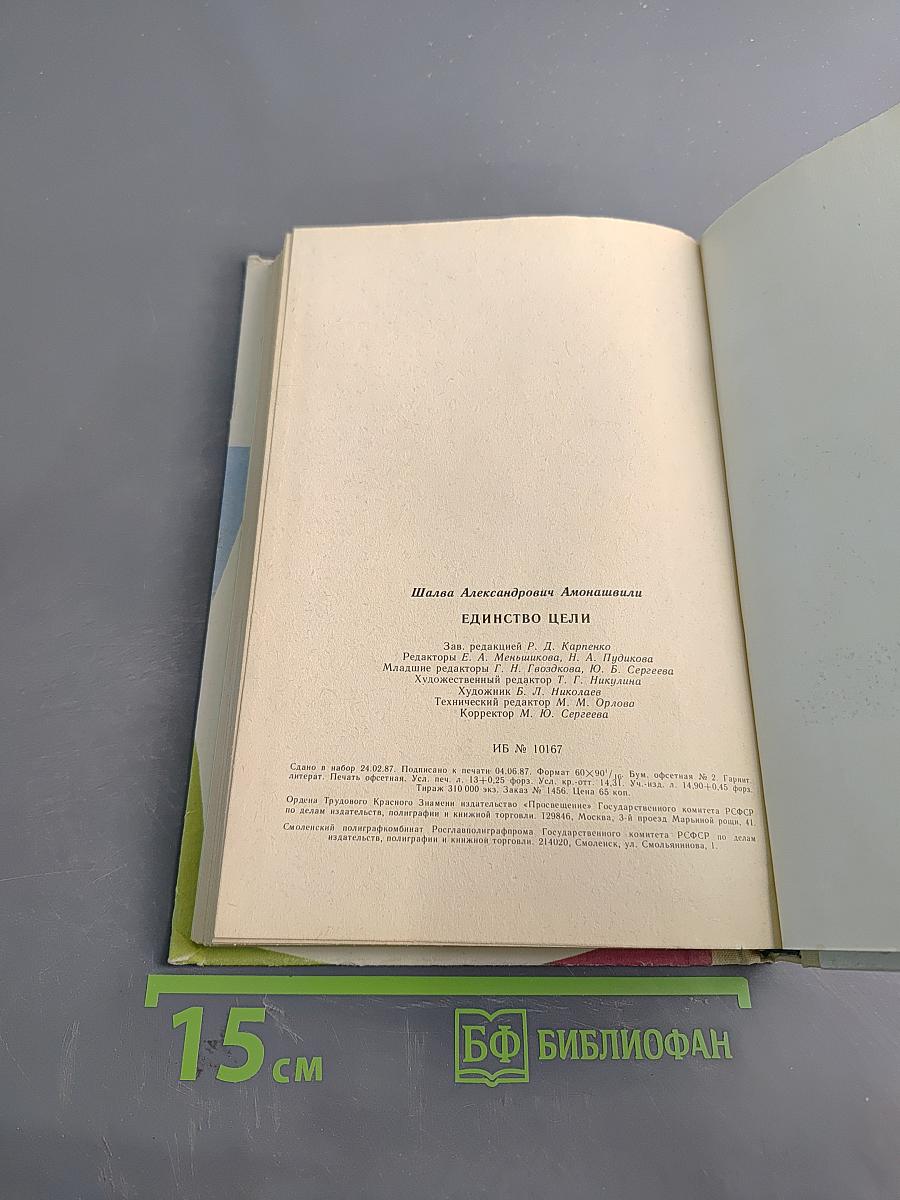 Шалва Александрович Амонашвили
ЕДИНСТВО ЦЕЛИ
Зав. редакцией Р. Д. Карпенко
Редакторы Е. А. Меньшикова, Н. А. Пудикова
Младшие редакторы Г. Н. Гвоздкова, Ю. Б. Сергеева
Художественный редактор Т. Г. Никулина
Художник Б. Л. Николаев
Технический редактор М. М. Орлова
Корректор М. Ю. Сергеева
ИБ № 10167
Сдано в набор 24.02.87. Подписано к печати 04.06.87. Формат 60×90¹/₁₆. Бум. офсетная № 2. Гарнит.
литерат. Печать офсетная. Усл. печ. л. 13+0,25 форз. Усл. кр.-отт. 14,31. Уч.-изд. л. 14,90+0,45 форз.
Тираж 310 000 экз. Заказ № 1456. Цена 65 коп.
Ордена Трудового Красного Знамени издательство «Просвещение» Государственного комитета РСФСР
по делам издательств, полиграфии и книжной торговли. 129846, Москва, 3-й проезд Марьиной рощи, 41.
Смоленский полиграфкомбинат Росглавполиграфпрома Государственного комитета РСФСР по делам
издательств, полиграфии и книжной торговли. 214020, Смоленск, ул. Смольянинова, 1.
15 см
БФ БИБЛИОФАН